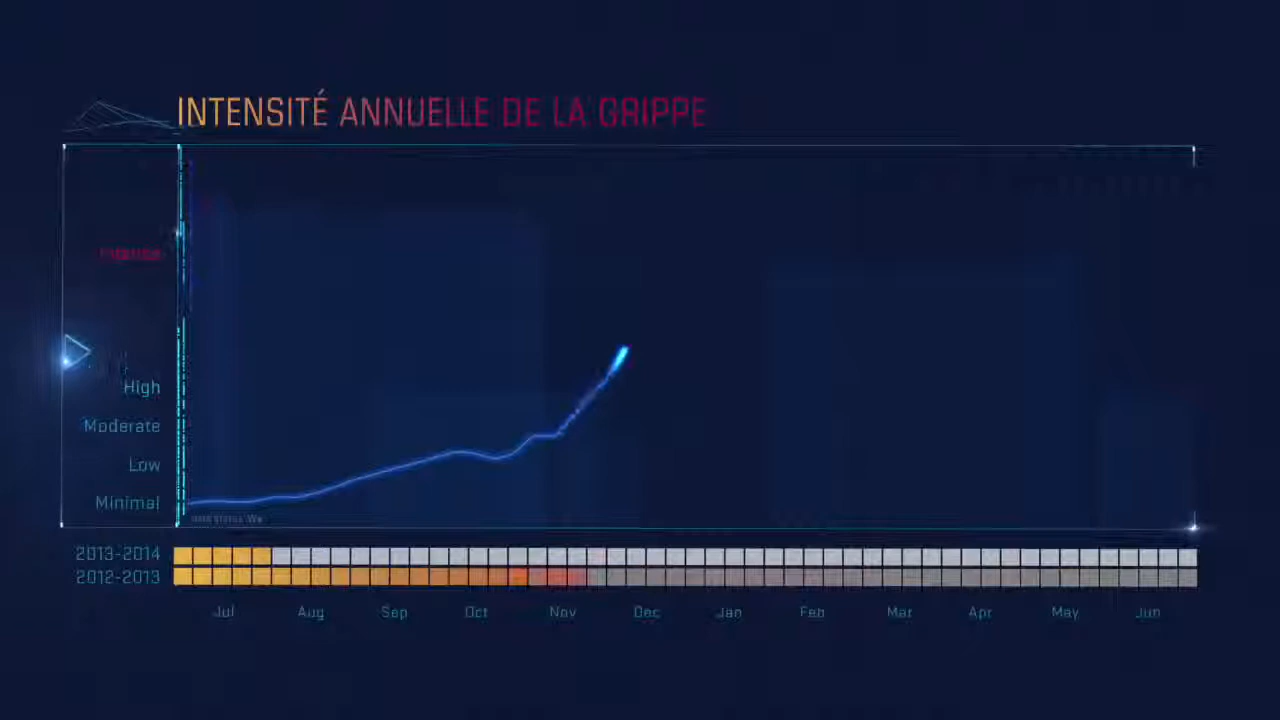 INTENSITÉ ANNUELLE DE LA GRIPPE
High
Moderate
Low
Minimal
2013-2014
2012-2013
Jul Aug Sep Oct Nov Dec Jan Feb Mar Apr May Jun